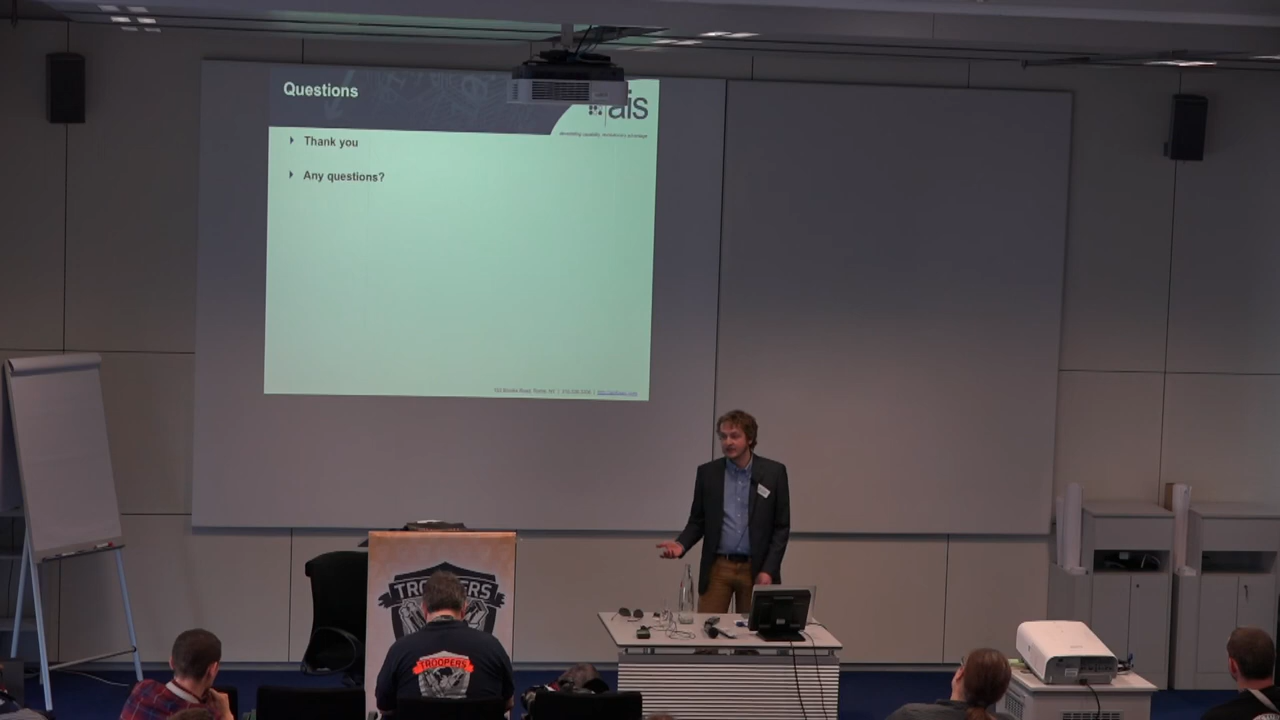 Questions
ais
Thank you
Any questions?
TROOPERS
TROOPERS